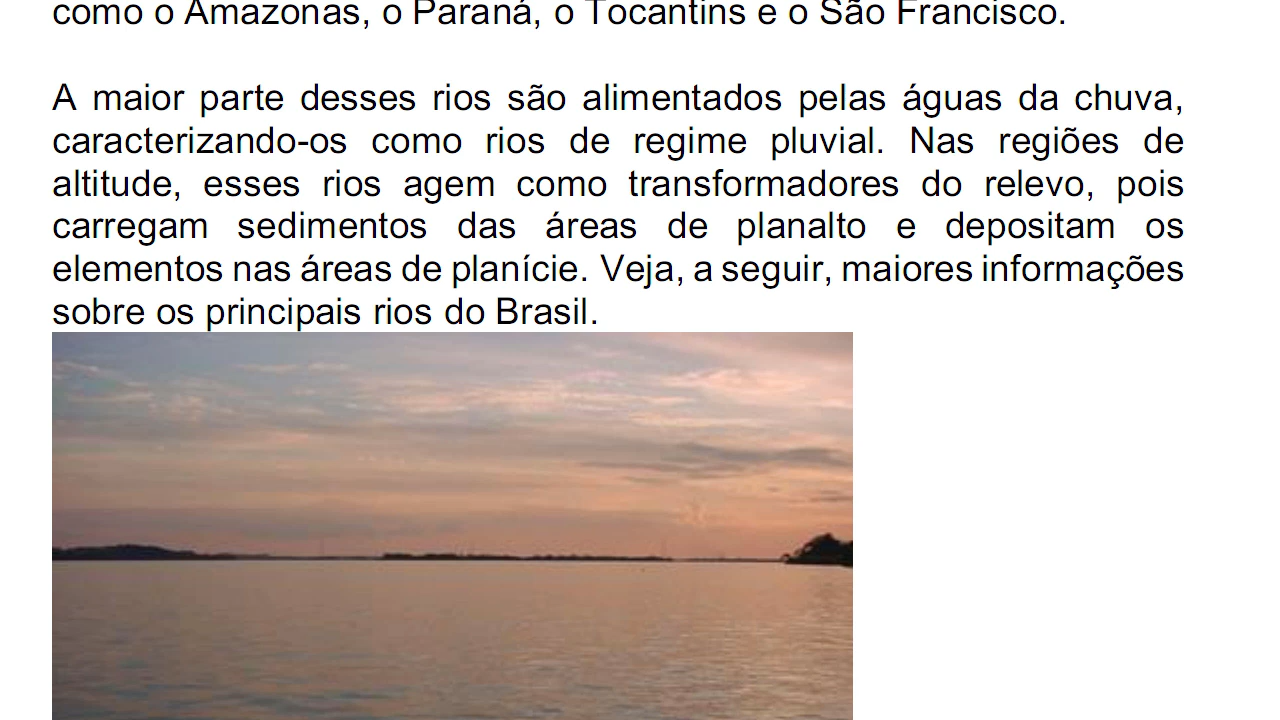 como o Amazonas, o Paraná, o Tocantins e o São Francisco.
A maior parte desses rios são alimentados pelas águas da chuva,
caracterizando-os como rios de regime pluvial. Nas regiões de
altitude, esses rios agem como transformadores do relevo, pois
carregam sedimentos das áreas de planalto e depositam os
elementos nas áreas de planície. Veja, a seguir, maiores informações
sobre os principais rios do Brasil.